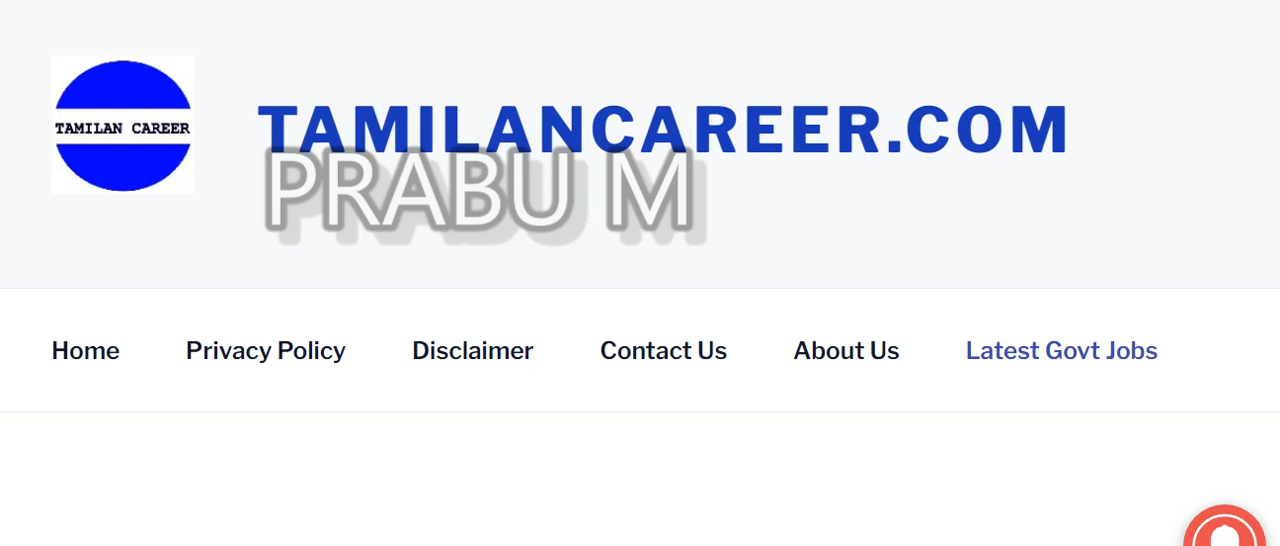 TAMILAN CAREER
TAMILANCAREER.COM
PRABU M
Home Privacy Policy Disclaimer Contact Us About Us Latest Govt Jobs